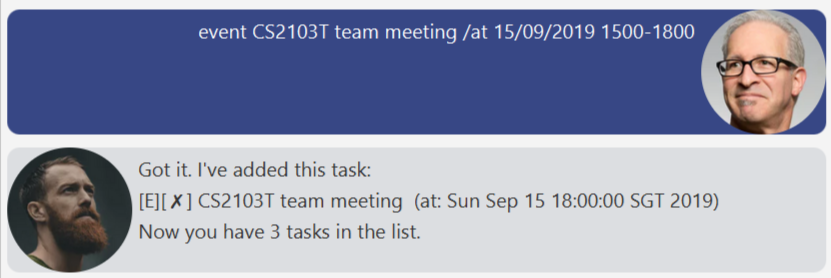 event CS2103T team meeting /at 15/09/2019 1500-1800
Got it. I've added this task:
[E][✗] CS2103T team meeting  (at: Sun Sep 15 18:00:00 SGT 2019)
Now you have 3 tasks in the list.